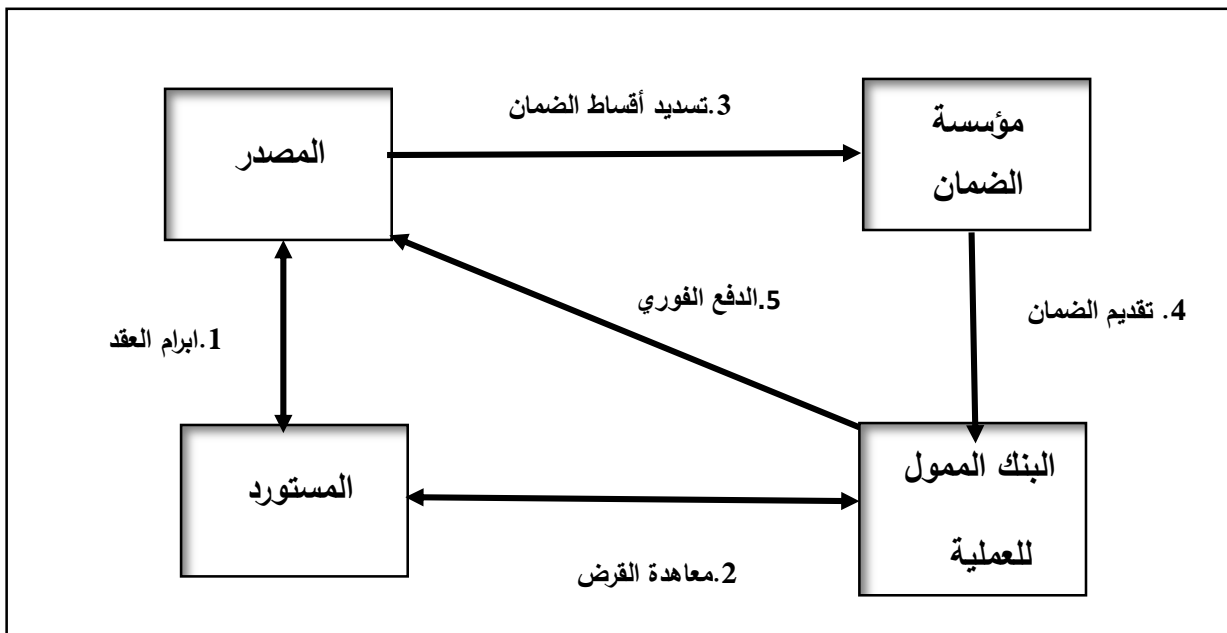 3.تسديد أقساط الضمان
مؤسسة
الضمان
المصدر
5.الدفع الفوري
4. تقديم الضمان
1.ابرام العقد
البنك الممول
للعملية
المستورد
2.معاهدة القرض